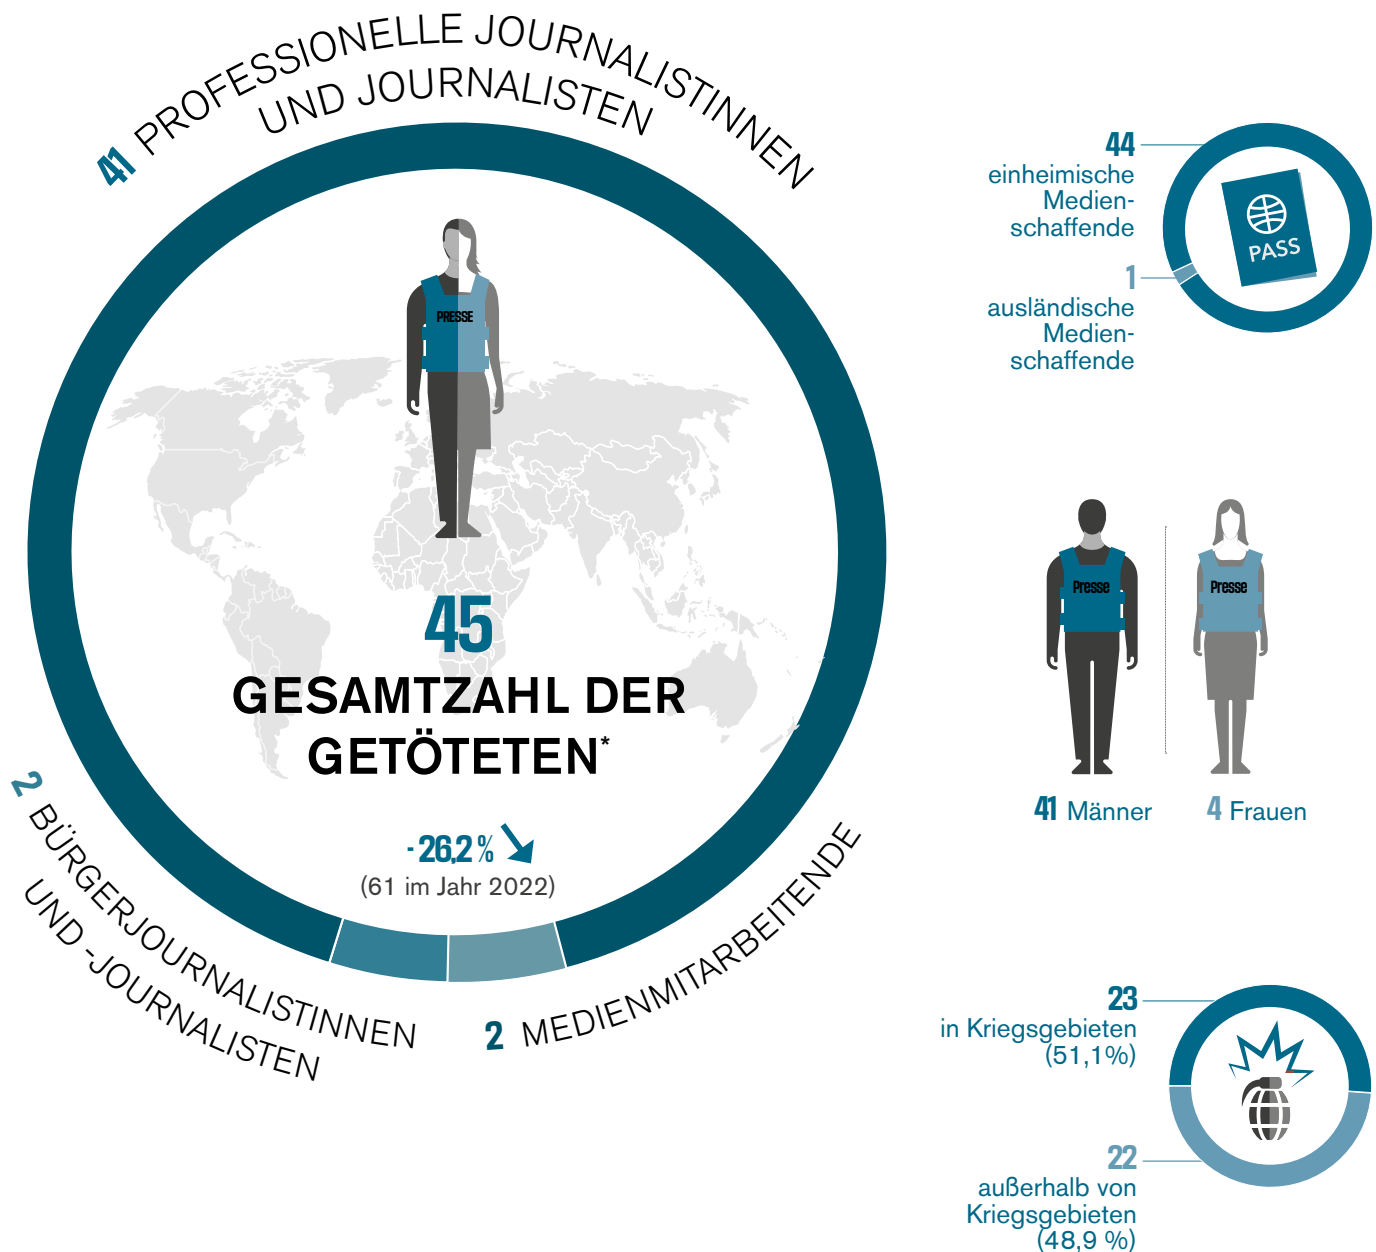 41 PROFESSIONELLE JOURNALISTINNEN
UND JOURNALISTEN
PRESSE
45
GESAMTZAHL DER
GETÖTETEN*
- 26,2 %
(61 im Jahr 2022)
2 BÜRGERJOURNALISTINNEN
UND -JOURNALISTEN
2 MEDIENMITARBEITENDE
44
einheimische
Medien-
schaffende
1
ausländische
Medien-
schaffende
PASS
Presse
Presse
41 Männer
4 Frauen
23
in Kriegsgebieten
(51,1%)
22
außerhalb von
Kriegsgebieten
(48,9 %)